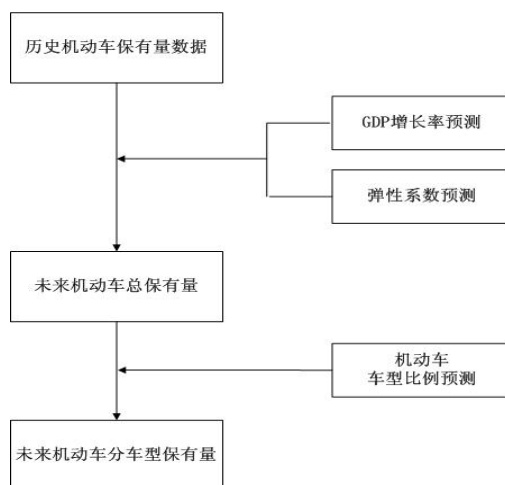 历史机动车保有量数据
GDP增长率预测
弹性系数预测
未来机动车总保有量
机动车
车型比例预测
未来机动车分车型保有量